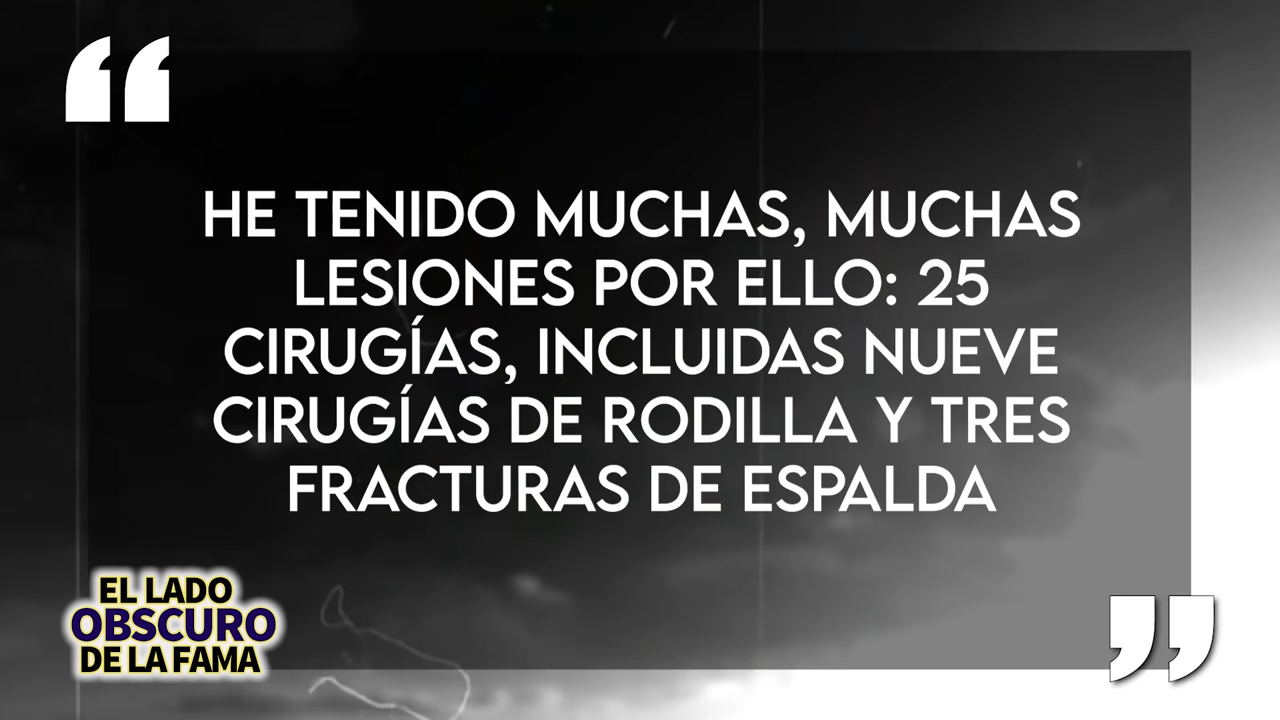 HE TENIDO MUCHAS, MUCHAS
LESIONES POR ELLO: 25
CIRUGÍAS, INCLUIDAS NUEVE
CIRUGÍAS DE RODILLA Y TRES
FRACTURAS DE ESPALDA
EL LADO
OBSCURO
DE LA FAMA